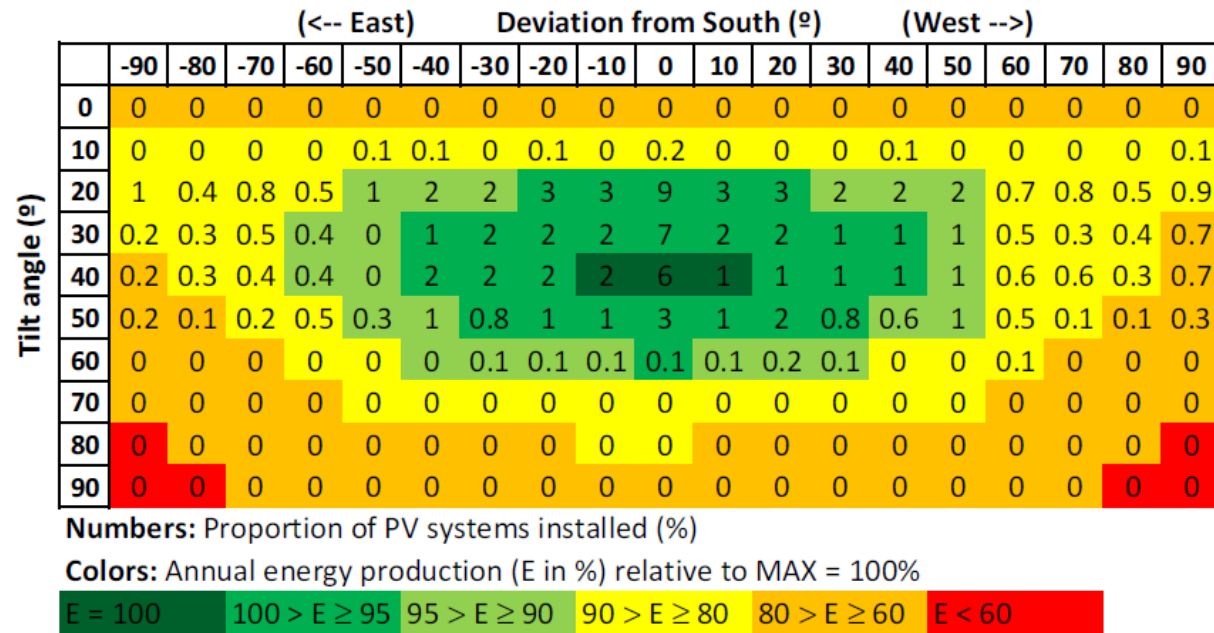 (<-- East) Deviation from South (º) (West -->)
-90 -80 -70 -60 -50 -40 -30 -20 -10 0 10 20 30 40 50 60 70 80 90
Tilt angle (º)
0 0 0 0 0 0 0 0 0 0 0 0 0 0 0 0 0 0 0 0
10 0 0 0 0 0.1 0.1 0 0.1 0 0.2 0 0 0 0.1 0 0 0 0 0.1
20 1 0.4 0.8 0.5 1 2 2 3 3 9 3 3 2 2 2 0.7 0.8 0.5 0.9
30 0.2 0.3 0.5 0.4 0 1 2 2 2 7 2 2 1 1 1 0.5 0.3 0.4 0.7
40 0.2 0.3 0.4 0.4 0 2 2 2 2 6 1 1 1 1 1 0.6 0.6 0.3 0.7
50 0.2 0.1 0.2 0.5 0.3 1 0.8 1 1 3 1 2 0.8 0.6 1 0.5 0.1 0.1 0.3
60 0 0 0 0 0 0 0.1 0.1 0.1 0.1 0.1 0.2 0.1 0 0 0.1 0 0 0
70 0 0 0 0 0 0 0 0 0 0 0 0 0 0 0 0 0 0 0
80 0 0 0 0 0 0 0 0 0 0 0 0 0 0 0 0 0 0 0
90 0 0 0 0 0 0 0 0 0 0 0 0 0 0 0 0 0 0 0
Numbers: Proportion of PV systems installed (%)
Colors: Annual energy production (E in %) relative to MAX = 100%
E = 100 100 > E ≥ 95 95 > E ≥ 90 90 > E ≥ 80 80 > E ≥ 60 E < 60